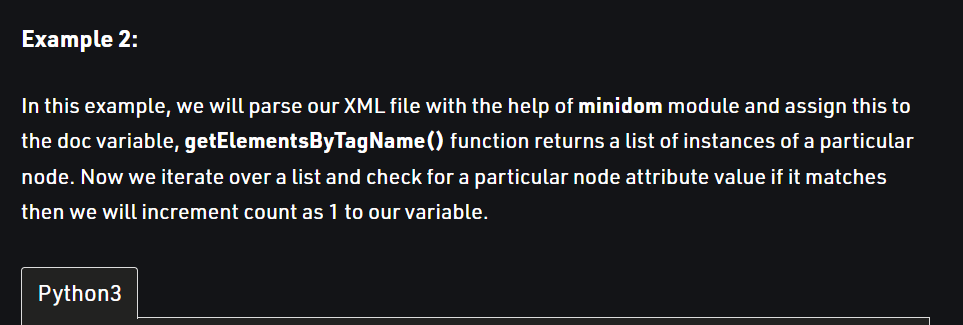 Example 2:
In this example, we will parse our XML file with the help of minidom module and assign this to
the doc variable, getElementsByTagName() function returns a list of instances of a particular
node. Now we iterate over a list and check for a particular node attribute value if it matches
then we will increment count as 1 to our variable.
Python3